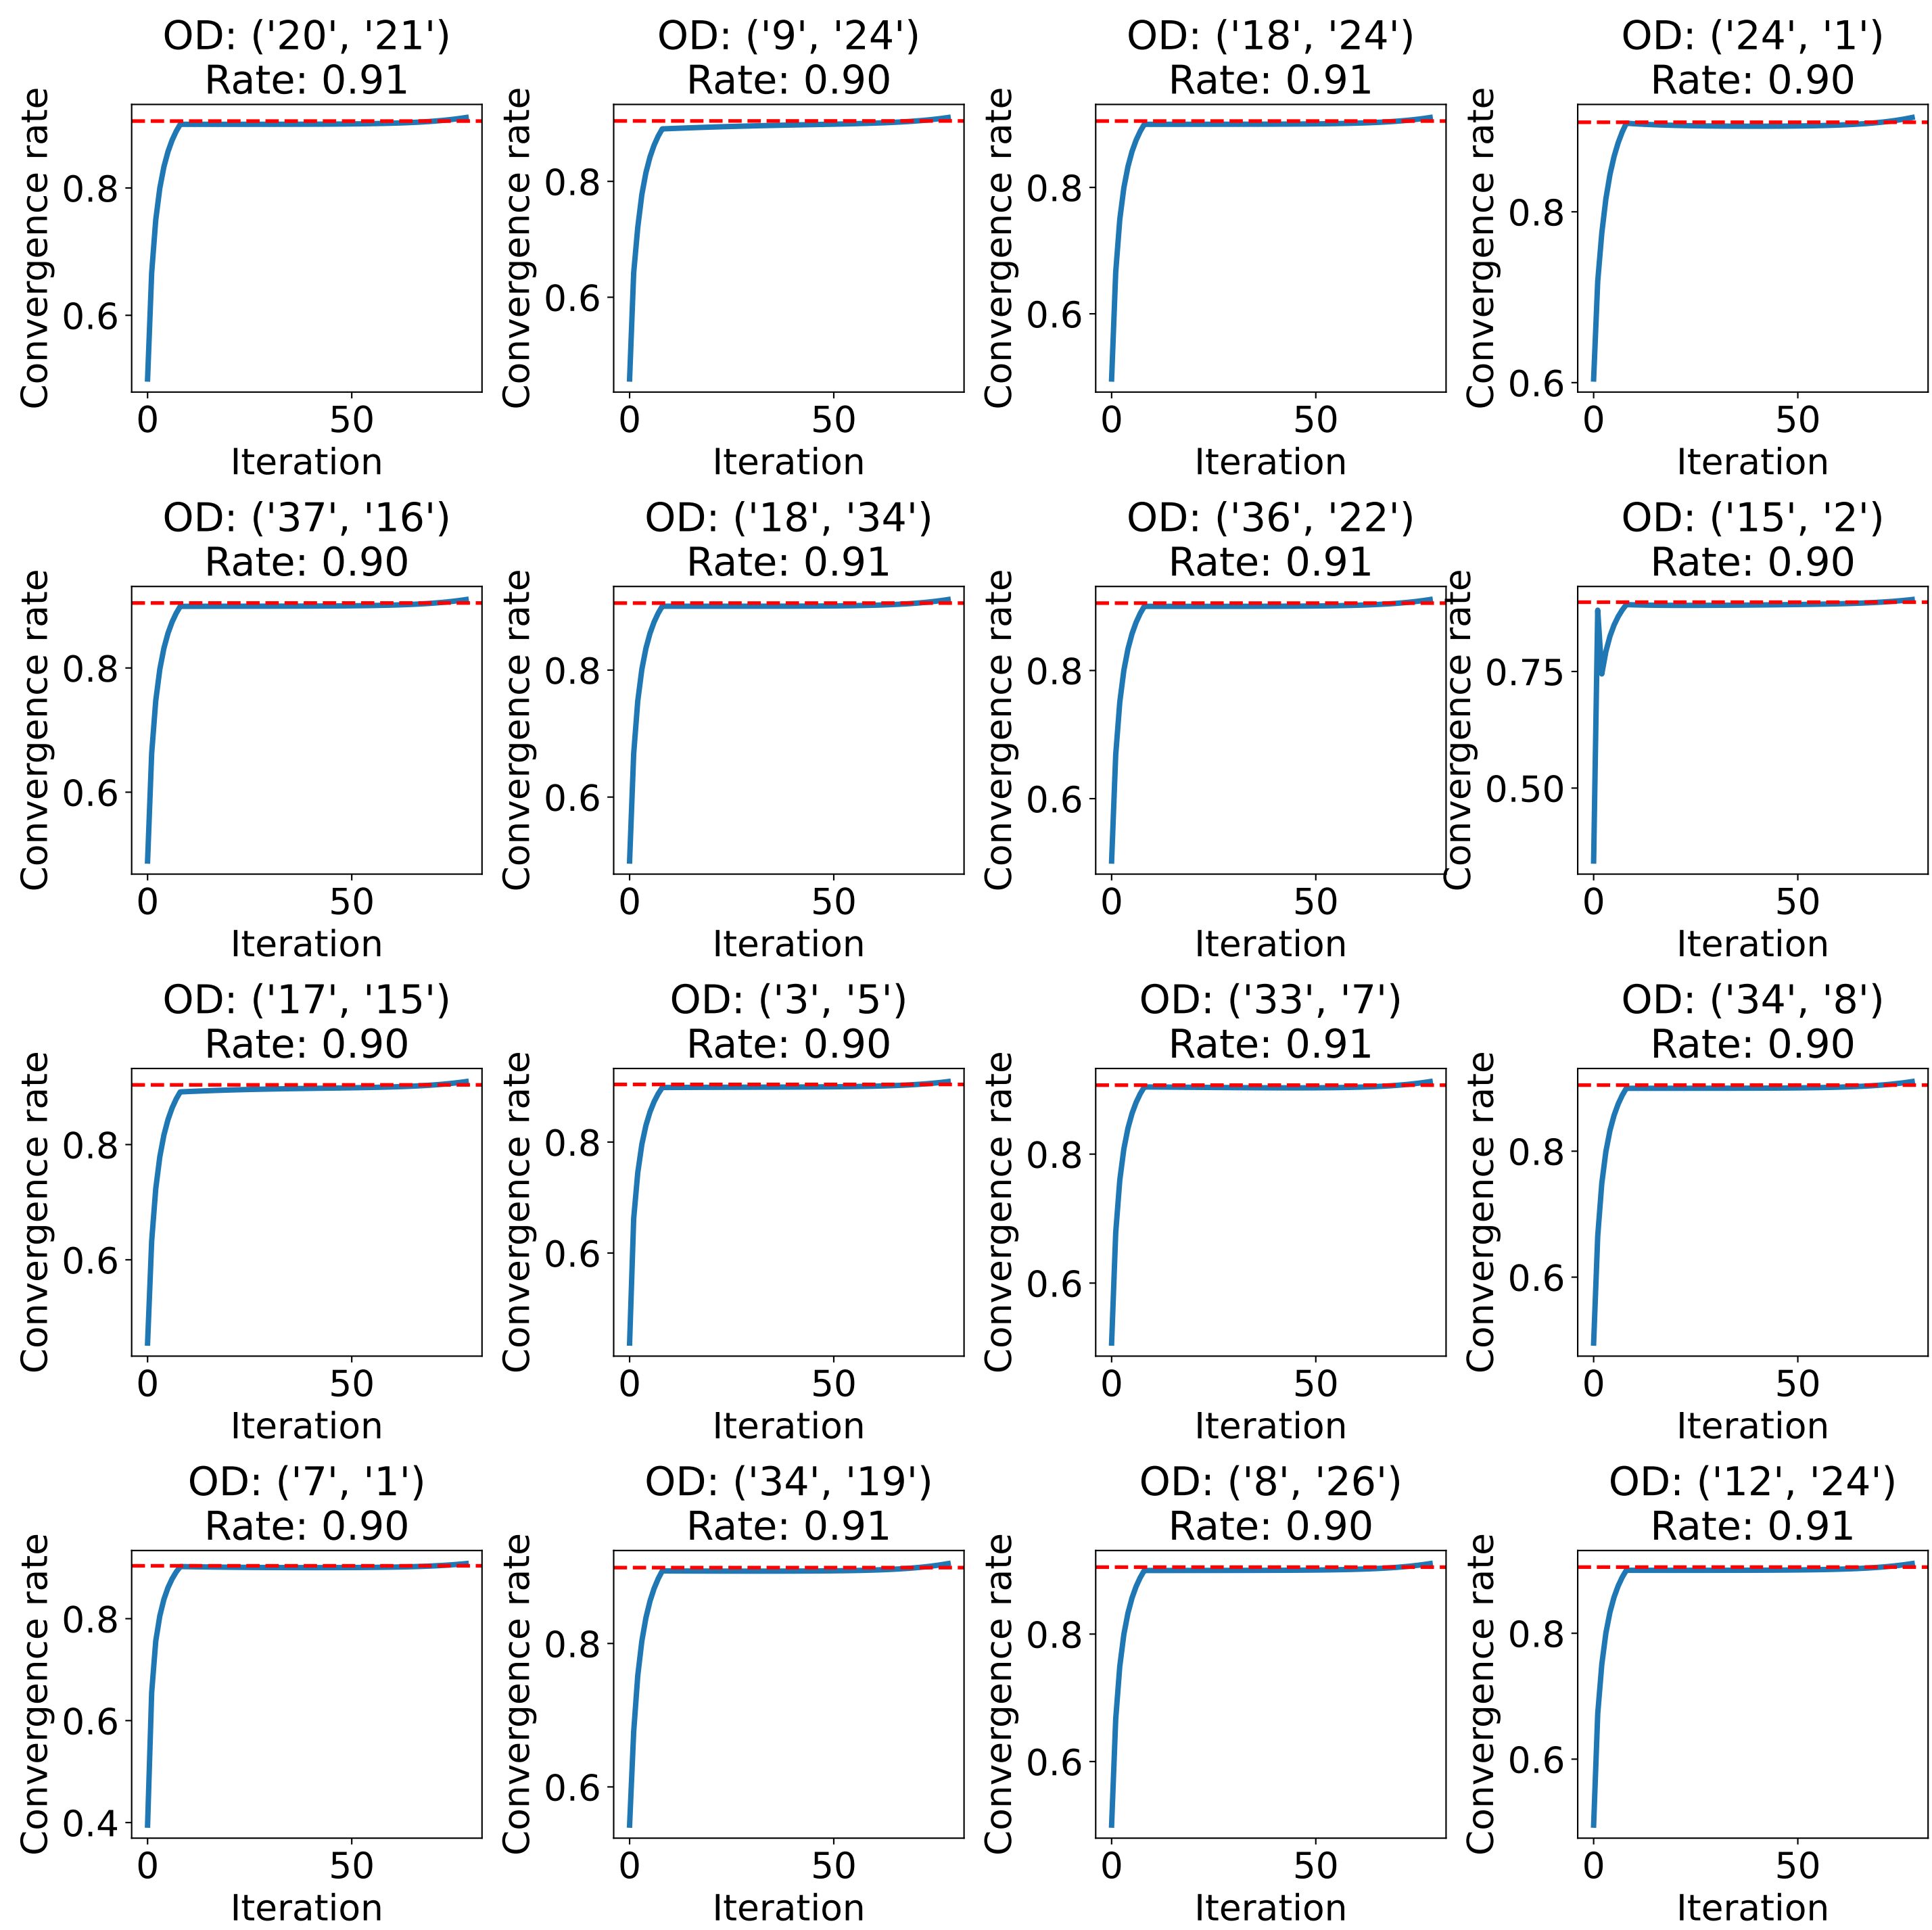 OD: ('20', '21')
Rate: 0.91
Convergence rate
0.8
0.6
0
50
Iteration
OD: ('9', '24')
Rate: 0.90
Convergence rate
0.8
0.6
0
50
Iteration
OD: ('18', '24')
Rate: 0.91
Convergence rate
0.8
0.6
0
50
Iteration
OD: ('24', '1')
Rate: 0.90
Convergence rate
0.8
0.6
0
50
Iteration
OD: ('37', '16')
Rate: 0.90
Convergence rate
0.8
0.6
0
50
Iteration
OD: ('18', '34')
Rate: 0.91
Convergence rate
0.8
0.6
0
50
Iteration
OD: ('36', '22')
Rate: 0.91
Convergence rate
0.8
0.6
0
50
Iteration
OD: ('15', '2')
Rate: 0.90
Convergence rate
0.75
0.50
0
50
Iteration
OD: ('17', '15')
Rate: 0.90
Convergence rate
0.8
0.6
0
50
Iteration
OD: ('3', '5')
Rate: 0.90
Convergence rate
0.8
0.6
0
50
Iteration
OD: ('33', '7')
Rate: 0.91
Convergence rate
0.8
0.6
0
50
Iteration
OD: ('34', '8')
Rate: 0.90
Convergence rate
0.8
0.6
0
50
Iteration
OD: ('7', '1')
Rate: 0.90
Convergence rate
0.8
0.6
0.4
0
50
Iteration
OD: ('34', '19')
Rate: 0.91
Convergence rate
0.8
0.6
0
50
Iteration
OD: ('8', '26')
Rate: 0.90
Convergence rate
0.8
0.6
0
50
Iteration
OD: ('12', '24')
Rate: 0.91
Convergence rate
0.8
0.6
0
50
Iteration